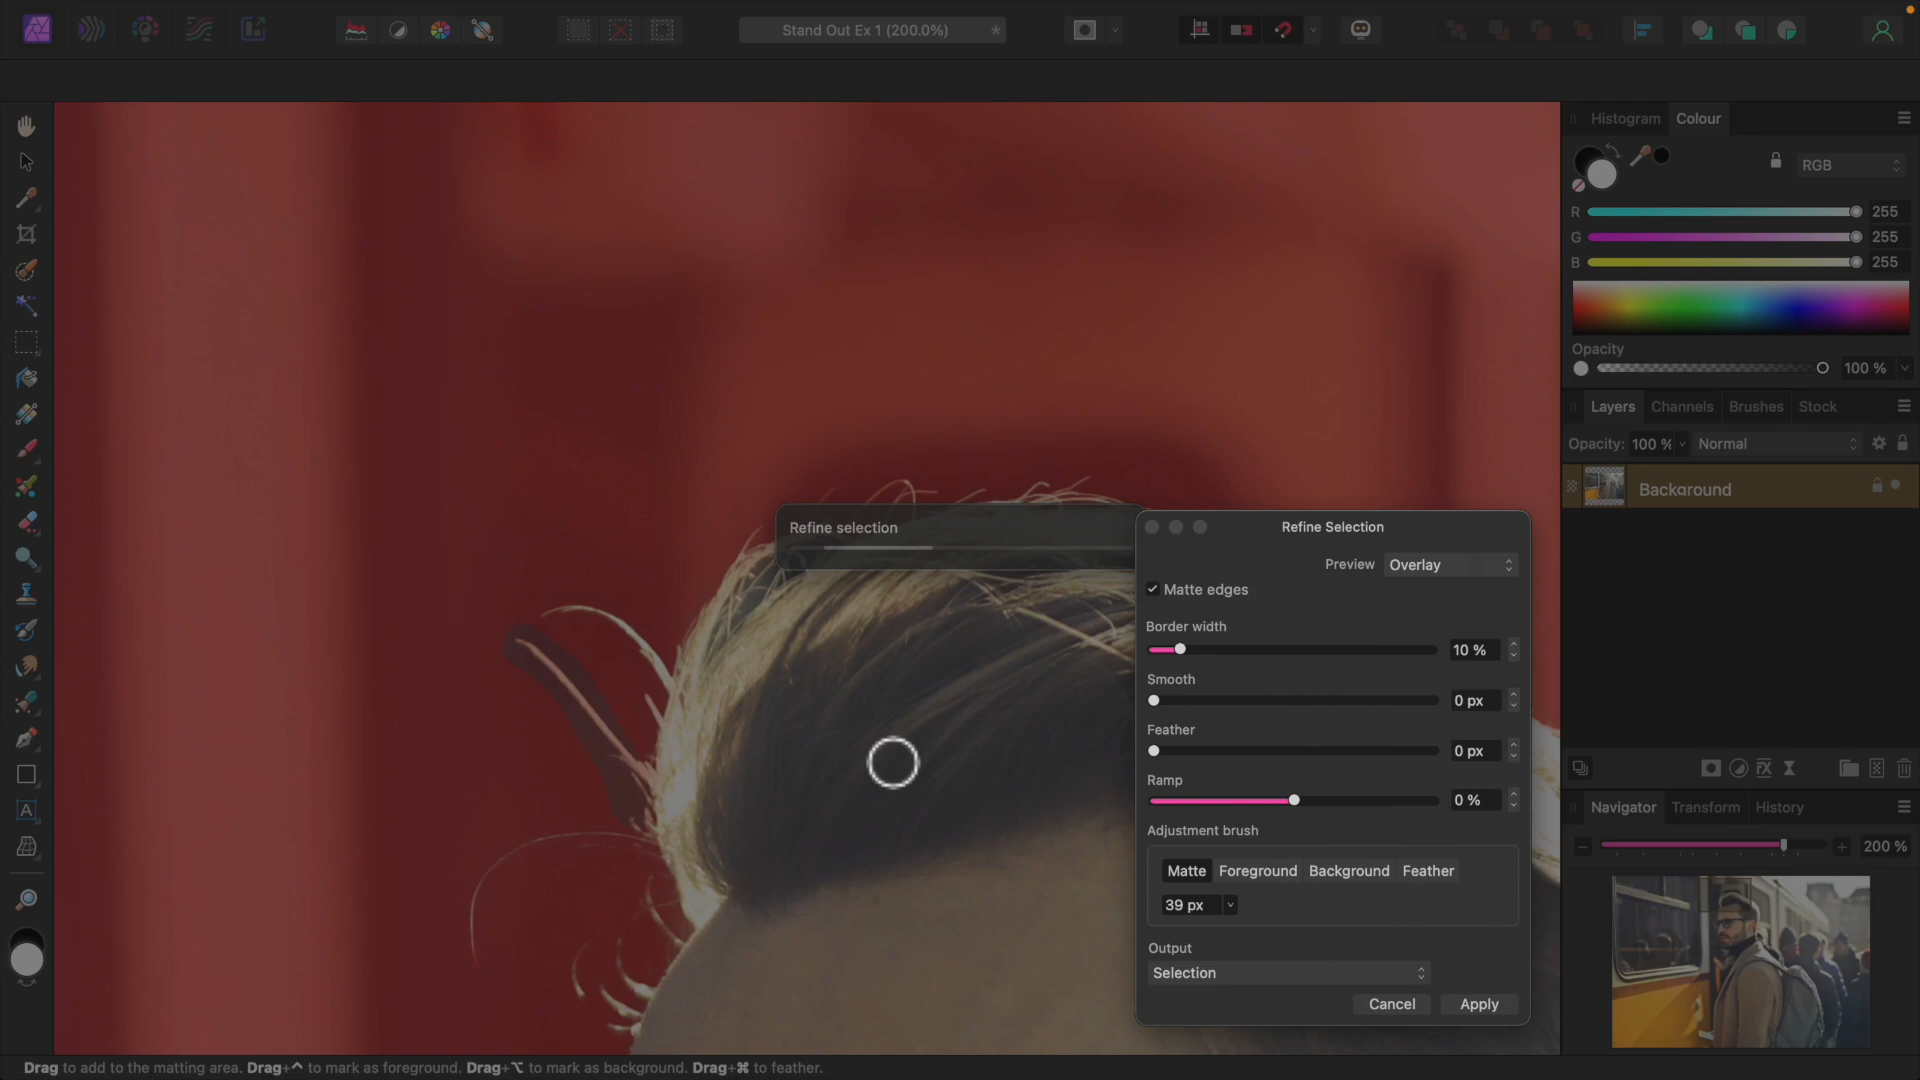 Stand Out Ex 1 (200.0%) *
Histogram Colour
RGB
R 255
G 255
B 255
Opacity
100 %
Layers Channels Brushes Stock
Opacity: 100 % Normal
Background
Refine selection
Refine Selection
Preview Overlay
Matte edges
Border width
10 %
Smooth
0 px
Feather
0 px
Ramp
0 %
Adjustment brush
Matte Foreground Background Feather
39 px
Output
Selection
Cancel Apply
FX
Navigator Transform History
200 %
A
Drag to add to the matting area. Drag+⌃ to mark as foreground. Drag+⌥ to mark as background. Drag+⌘ to feather.